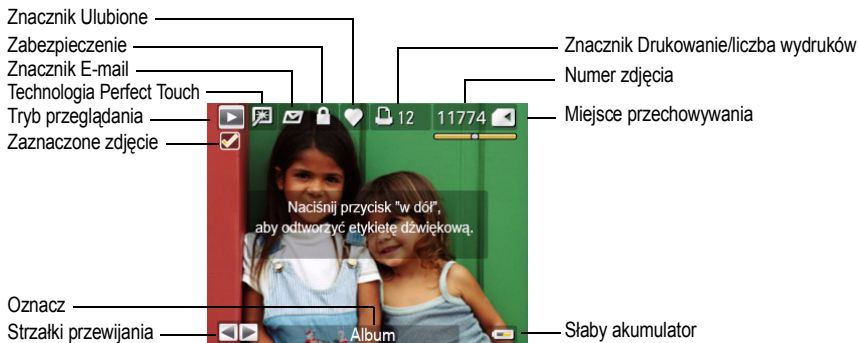 Znacznik Ulubione
Zabezpieczenie
Znacznik E-mail
Technologia Perfect Touch
Tryb przeglądania
Zaznaczone zdjęcie
Znacznik Drukowanie/liczba wydruków
Numer zdjęcia
Miejsce przechowywania
12
11774
Naciśnij przycisk "w dół",
aby odtworzyć etykietę dźwiękową.
Oznacz
Strzałki przewijania
Album
Słaby akumulator